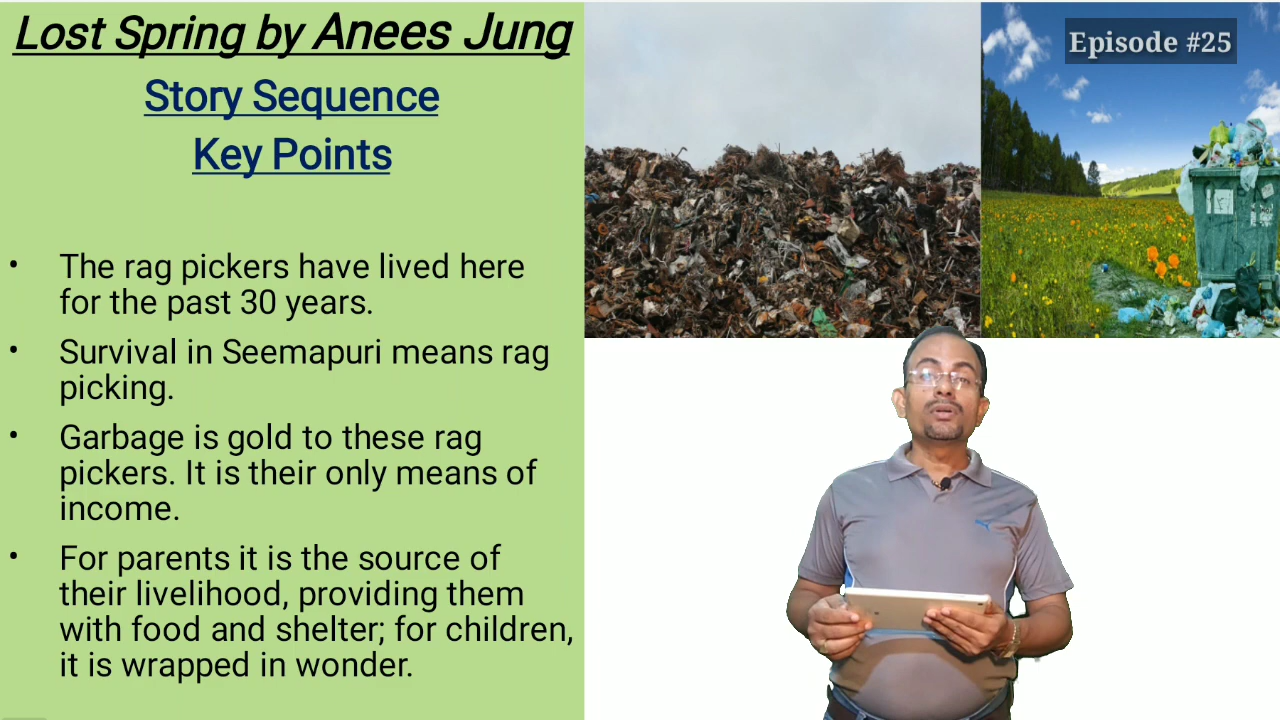 Lost Spring by Anees Jung
Episode #25
Story Sequence
Key Points
• The rag pickers have lived here
for the past 30 years.
• Survival in Seemapuri means rag
picking.
• Garbage is gold to these rag
pickers. It is their only means of
income.
• For parents it is the source of
their livelihood, providing them
with food and shelter; for children,
it is wrapped in wonder.